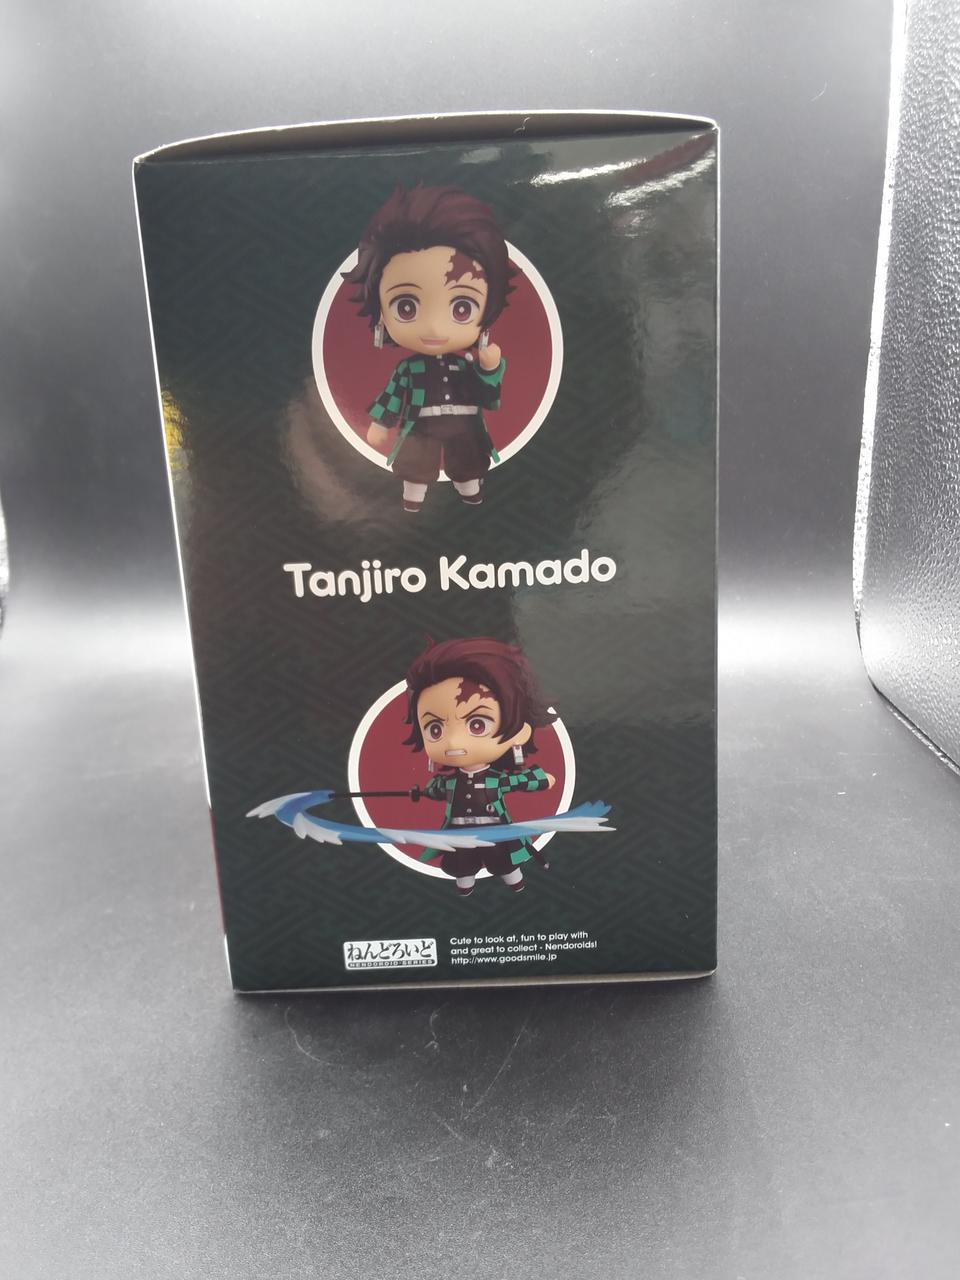 Tanjiro Kamado
ねんどろいど
NENDOROID SERIES
Cute to look at, fun to play with
and great to collect - Nendoroids!
http://www.goodsmile.jp